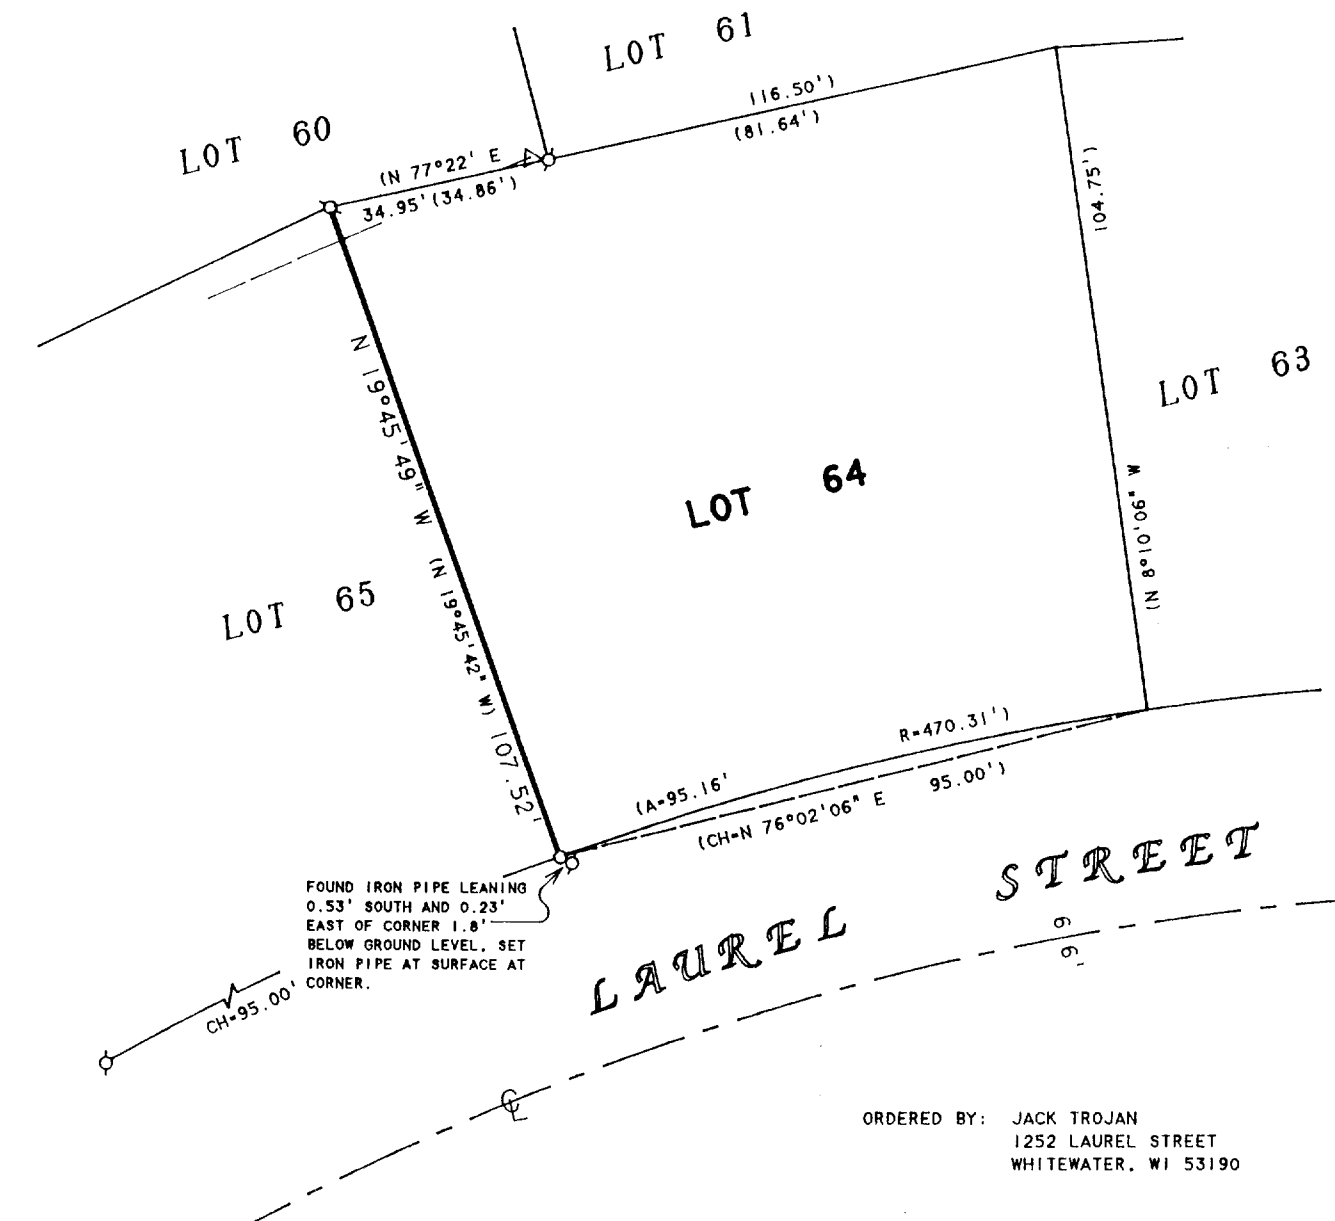 LOT 61
116.50')
(81.64')
LOT 60
(N 77°22' E
34.95'(34.86')
104.75')
LOT 63
N 19°45'49" W (N 19°45'42" W) 107.52'
LOT 64
(N 8°10'06" W
LOT 65
(A=95.16' R=470.31')
(CH=N 76°02'06" E 95.00')
FOUND IRON PIPE LEANING
0.53' SOUTH AND 0.23'
EAST OF CORNER 1.8'
BELOW GROUND LEVEL. SET
IRON PIPE AT SURFACE AT
CORNER.
LAUREL STREET
66'
CH=95.00'
CL
ORDERED BY: JACK TROJAN
1252 LAUREL STREET
WHITEWATER, WI 53190